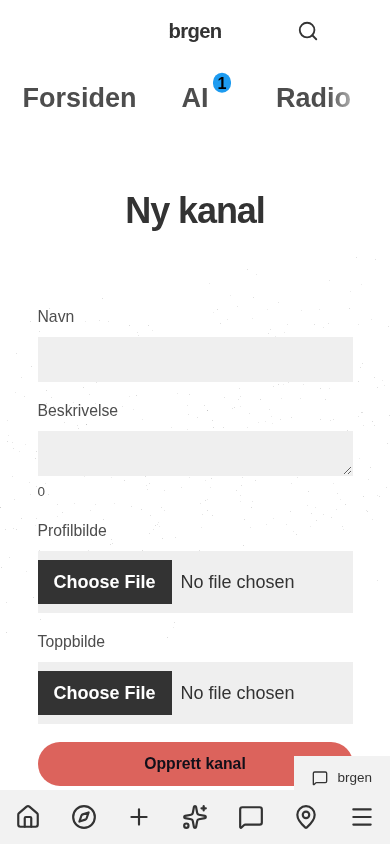 brgen
Forsiden AI 1 Radio
Ny kanal
Navn
Beskrivelse
0
Profilbilde
Choose File No file chosen
Toppbilde
Choose File No file chosen
Opprett kanal
brgen